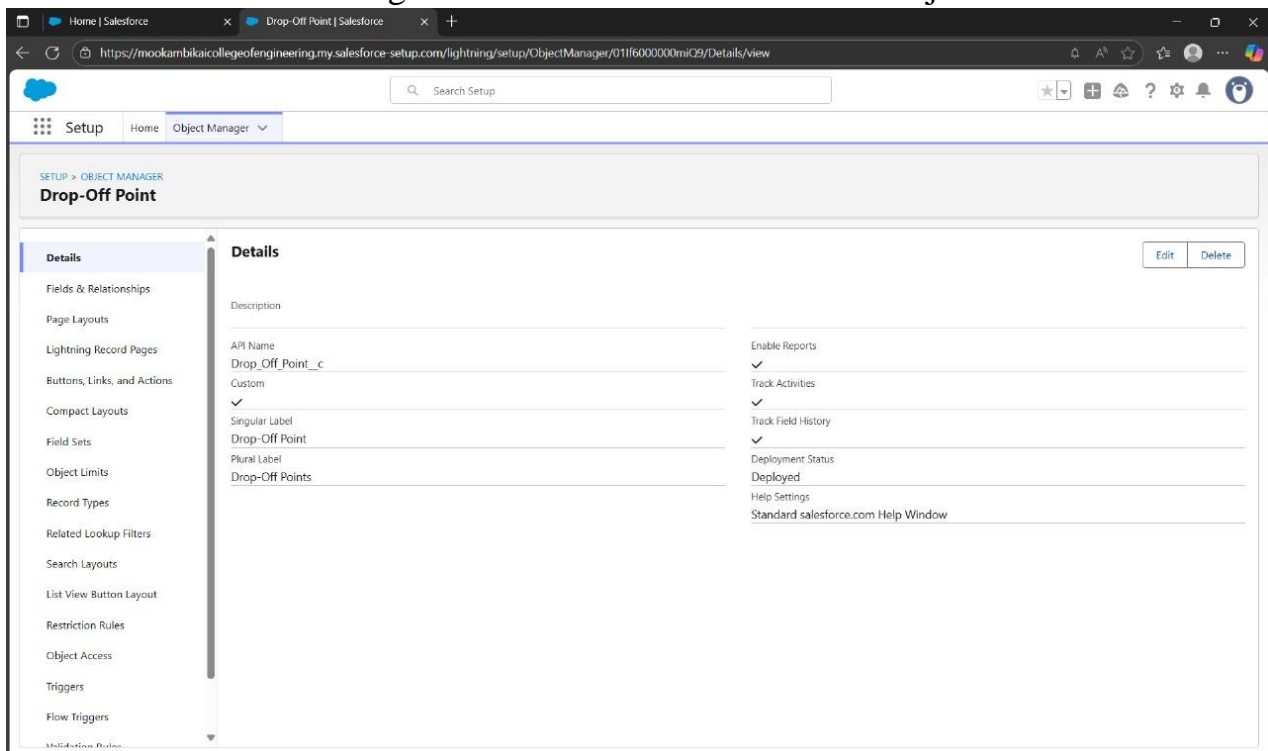 Home | Salesforce
Drop-Off Point | Salesforce
https://mookambikaicollegeofengineering.my.salesforce-setup.com/lightning/setup/ObjectManager/01If6000000miQ9/Details/view
Search Setup
Setup
Home
Object Manager
SETUP > OBJECT MANAGER
Drop-Off Point
Details
Fields & Relationships
Page Layouts
Lightning Record Pages
Buttons, Links, and Actions
Compact Layouts
Field Sets
Object Limits
Record Types
Related Lookup Filters
Search Layouts
List View Button Layout
Restriction Rules
Object Access
Triggers
Flow Triggers
Validation Rules
Details
Edit
Delete
Description
API Name
Drop_Off_Point__c
Custom
Singular Label
Drop-Off Point
Plural Label
Drop-Off Points
Enable Reports
Track Activities
Track Field History
Deployment Status
Deployed
Help Settings
Standard salesforce.com Help Window